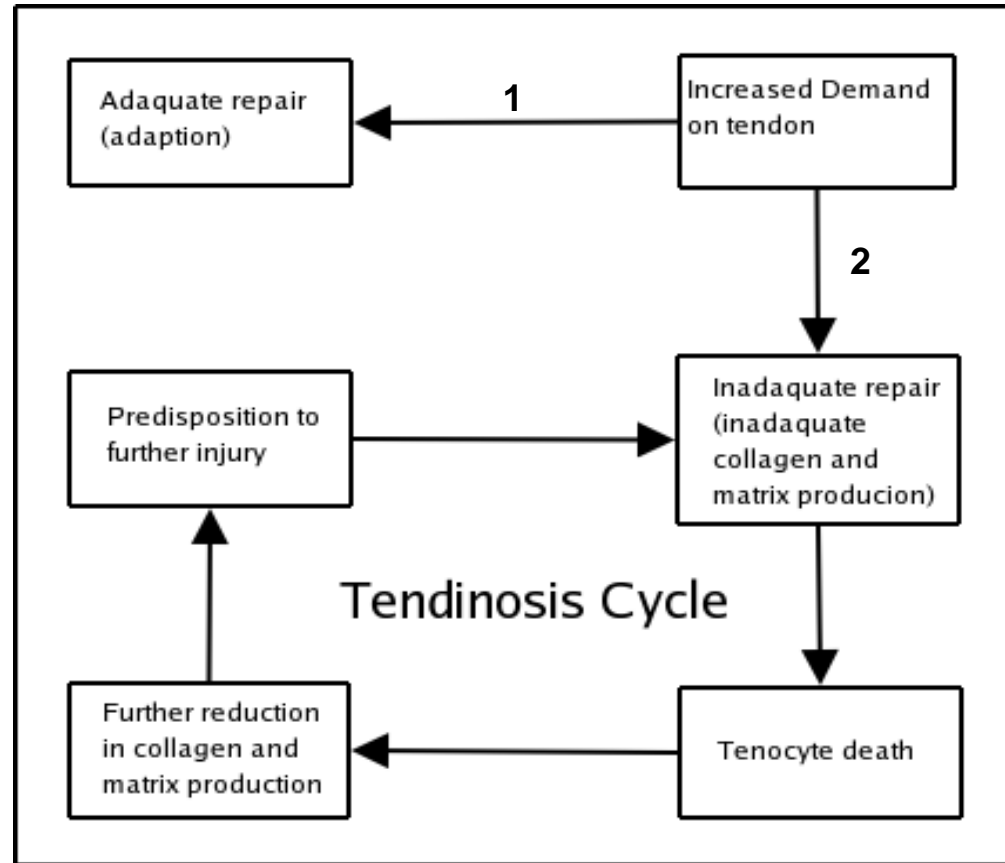 Adaquate repair
(adaption)
1
Increased Demand
on tendon
2
Predisposition to
further injury
Inadaquate repair
(inadaquate
collagen and
matrix producion)
Tendinosis Cycle
Further reduction
in collagen and
matrix production
Tenocyte death